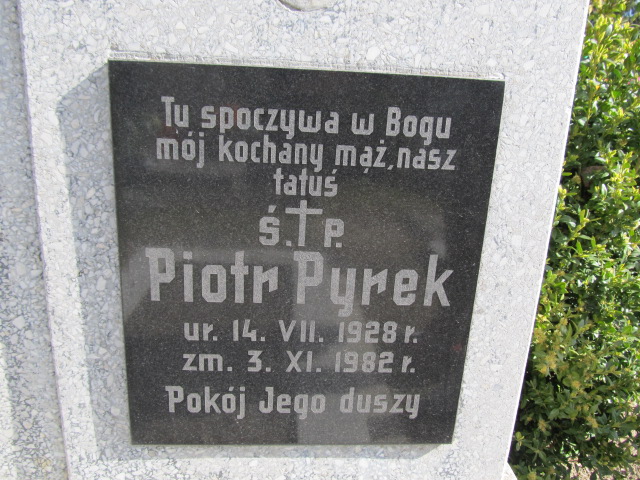 Tu spoczywa w Bogu
mój kochany mąż, nasz
tatuś
Ś.†P.
Piotr Pyrek
ur. 14. VII. 1928 r.
zm. 3. XI. 1982 r.
Pokój Jego duszy